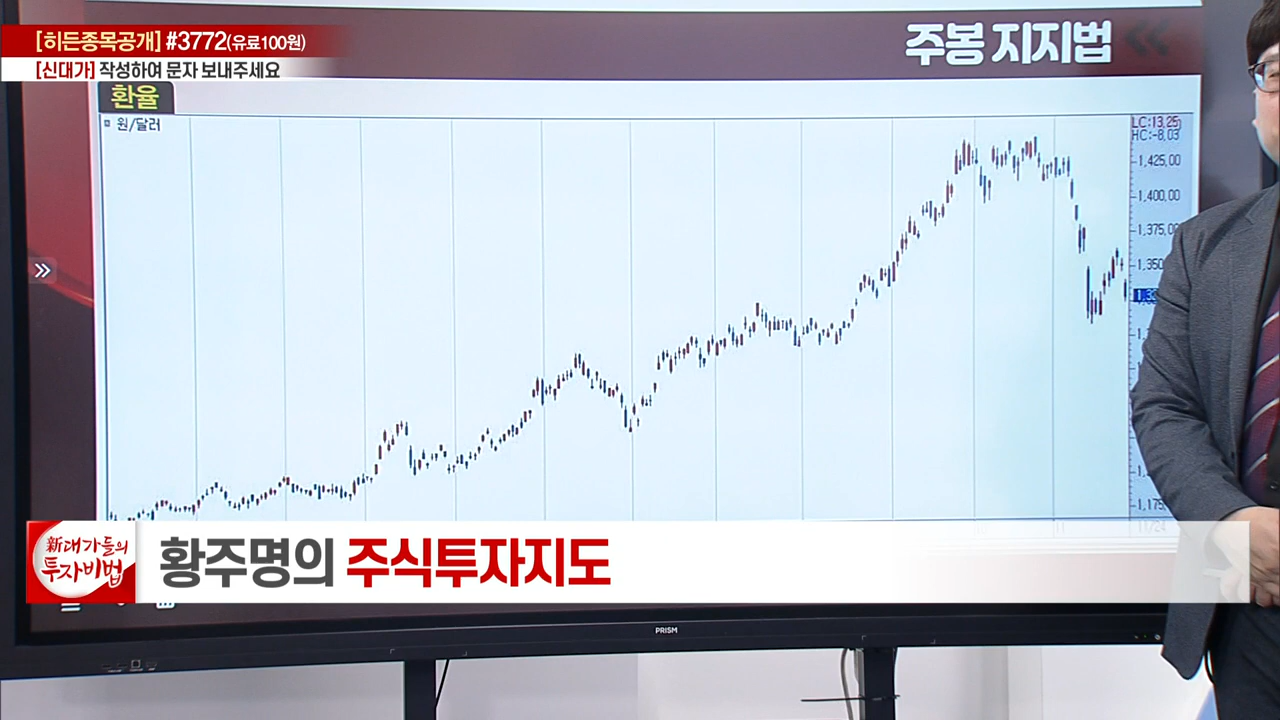 [히든종목공개] #3772(유료100원)
[신대가] 작성하여 문자 보내주세요
주봉 지지법
환율
원/달러
LC:13.25)
HC:-8.03
1,425.00
1,400.00
1,375.00
1,350
1,175
11/24
新대가들의
투자비법
황주명의 주식투자지도
PRISM